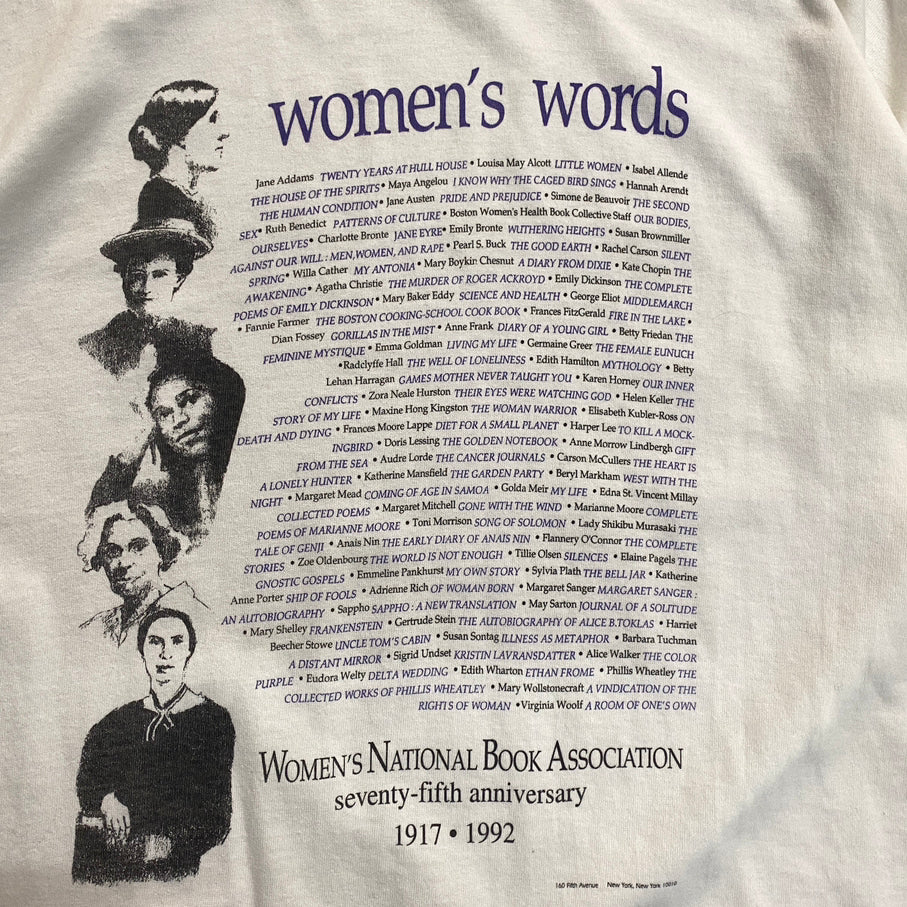 women's words
Jane Addams TWENTY YEARS AT HULL HOUSE • Louisa May Alcott LITTLE WOMEN • Isabel Allende
THE HOUSE OF THE SPIRITS • Maya Angelou I KNOW WHY THE CAGED BIRD SINGS • Hannah Arendt
THE HUMAN CONDITION • Jane Austen PRIDE AND PREJUDICE • Simone de Beauvoir THE SECOND
SEX • Ruth Benedict PATTERNS OF CULTURE • Boston Women's Health Book Collective Staff OUR BODIES,
OURSELVES • Charlotte Bronte JANE EYRE • Emily Bronte WUTHERING HEIGHTS • Susan Brownmiller
AGAINST OUR WILL : MEN, WOMEN, AND RAPE • Pearl S. Buck THE GOOD EARTH • Rachel Carson SILENT
SPRING • Willa Cather MY ANTONIA • Mary Boykin Chesnut A DIARY FROM DIXIE • Kate Chopin THE
AWAKENING • Agatha Christie THE MURDER OF ROGER ACKROYD • Emily Dickinson THE COMPLETE
POEMS OF EMILY DICKINSON • Mary Baker Eddy SCIENCE AND HEALTH • George Eliot MIDDLEMARCH
• Fannie Farmer THE BOSTON COOKING-SCHOOL COOK BOOK • Frances FitzGerald FIRE IN THE LAKE •
Dian Fossey GORILLAS IN THE MIST • Anne Frank DIARY OF A YOUNG GIRL • Betty Friedan THE
FEMININE MYSTIQUE • Emma Goldman LIVING MY LIFE • Germaine Greer THE FEMALE EUNUCH
• Radclyffe Hall THE WELL OF LONELINESS • Edith Hamilton MYTHOLOGY • Betty
Lehan Harragan GAMES MOTHER NEVER TAUGHT YOU • Karen Horney OUR INNER
CONFLICTS • Zora Neale Hurston THEIR EYES WERE WATCHING GOD • Helen Keller THE
STORY OF MY LIFE • Maxine Hong Kingston THE WOMAN WARRIOR • Elisabeth Kubler-Ross ON
DEATH AND DYING • Frances Moore Lappe DIET FOR A SMALL PLANET • Harper Lee TO KILL A MOCK-
INGBIRD • Doris Lessing THE GOLDEN NOTEBOOK • Anne Morrow Lindbergh GIFT
FROM THE SEA • Audre Lorde THE CANCER JOURNALS • Carson McCullers THE HEART IS
A LONELY HUNTER • Katherine Mansfield THE GARDEN PARTY • Beryl Markham WEST WITH THE
NIGHT • Margaret Mead COMING OF AGE IN SAMOA • Golda Meir MY LIFE • Edna St. Vincent Millay
COLLECTED POEMS • Margaret Mitchell GONE WITH THE WIND • Marianne Moore COMPLETE
POEMS OF MARIANNE MOORE • Toni Morrison SONG OF SOLOMON • Lady Shikibu Murasaki THE
TALE OF GENJI • Anais Nin THE EARLY DIARY OF ANAIS NIN • Flannery O'Connor THE COMPLETE
STORIES • Zoe Oldenbourg THE WORLD IS NOT ENOUGH • Tillie Olsen SILENCES • Elaine Pagels THE
GNOSTIC GOSPELS • Emmeline Pankhurst MY OWN STORY • Sylvia Plath THE BELL JAR • Katherine
Anne Porter SHIP OF FOOLS • Adrienne Rich OF WOMAN BORN • Margaret Sanger MARGARET SANGER :
AN AUTOBIOGRAPHY • Sappho SAPPHO : A NEW TRANSLATION • May Sarton JOURNAL OF A SOLITUDE
• Mary Shelley FRANKENSTEIN • Gertrude Stein THE AUTOBIOGRAPHY OF ALICE B.TOKLAS • Harriet
Beecher Stowe UNCLE TOM'S CABIN • Susan Sontag ILLNESS AS METAPHOR • Barbara Tuchman
A DISTANT MIRROR • Sigrid Undset KRISTIN LAVRANSDATTER • Alice Walker THE COLOR
PURPLE • Eudora Welty DELTA WEDDING • Edith Wharton ETHAN FROME • Phillis Wheatley THE
COLLECTED WORKS OF PHILLIS WHEATLEY • Mary Wollstonecraft A VINDICATION OF THE
RIGHTS OF WOMAN • Virginia Woolf A ROOM OF ONE'S OWN
WOMEN'S NATIONAL BOOK ASSOCIATION
seventy-fifth anniversary
1917 • 1992
160 Fifth Avenue New York, New York 10010